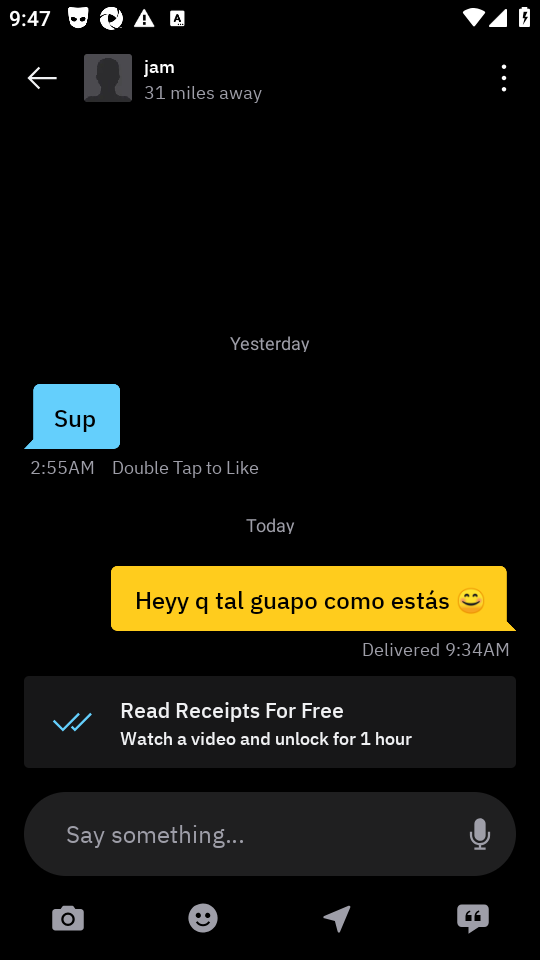 9:47
jam
31 miles away
Yesterday
Sup
2:55AM Double Tap to Like
Today
Heyy q tal guapo como estás 😊
Delivered 9:34AM
Read Receipts For Free
Watch a video and unlock for 1 hour
Say something...